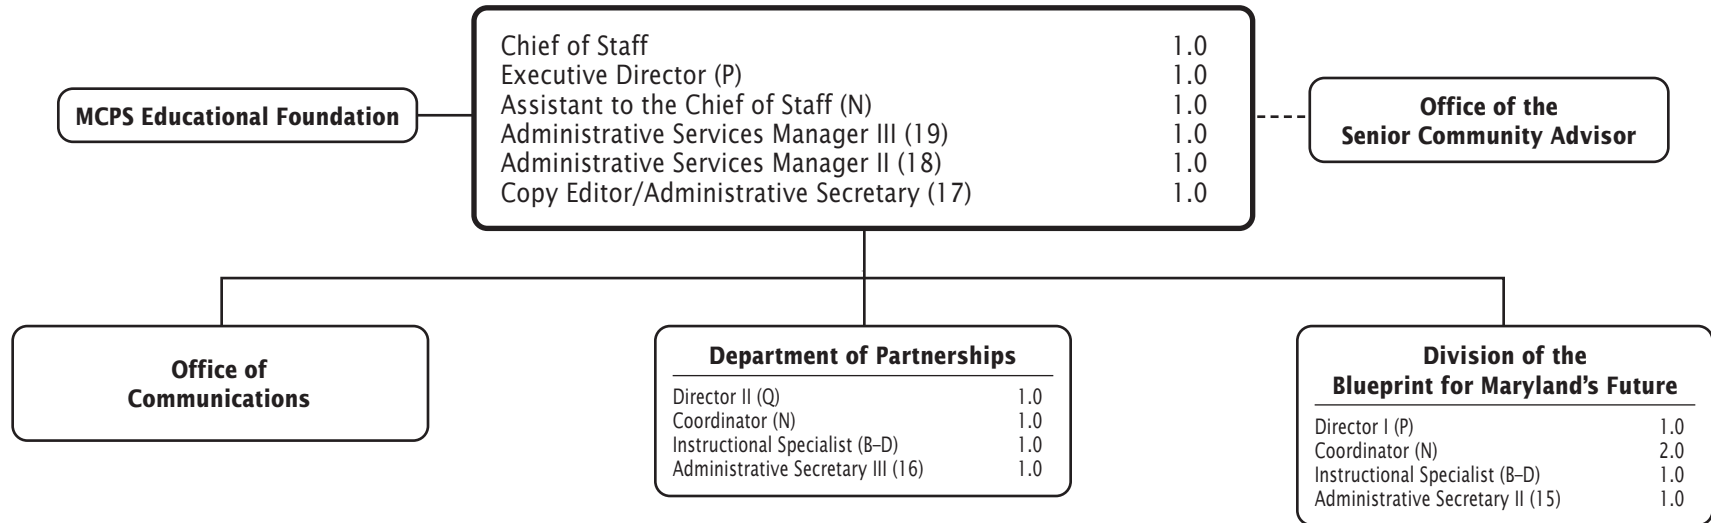 Chief of Staff 1.0
Executive Director (P) 1.0
Assistant to the Chief of Staff (N) 1.0
Administrative Services Manager III (19) 1.0
Administrative Services Manager II (18) 1.0
Copy Editor/Administrative Secretary (17) 1.0
MCPS Educational Foundation
Office of the
Senior Community Advisor
Office of
Communications
Department of Partnerships
Director II (Q) 1.0
Coordinator (N) 1.0
Instructional Specialist (B–D) 1.0
Administrative Secretary III (16) 1.0
Division of the
Blueprint for Maryland's Future
Director I (P) 1.0
Coordinator (N) 2.0
Instructional Specialist (B–D) 1.0
Administrative Secretary II (15) 1.0